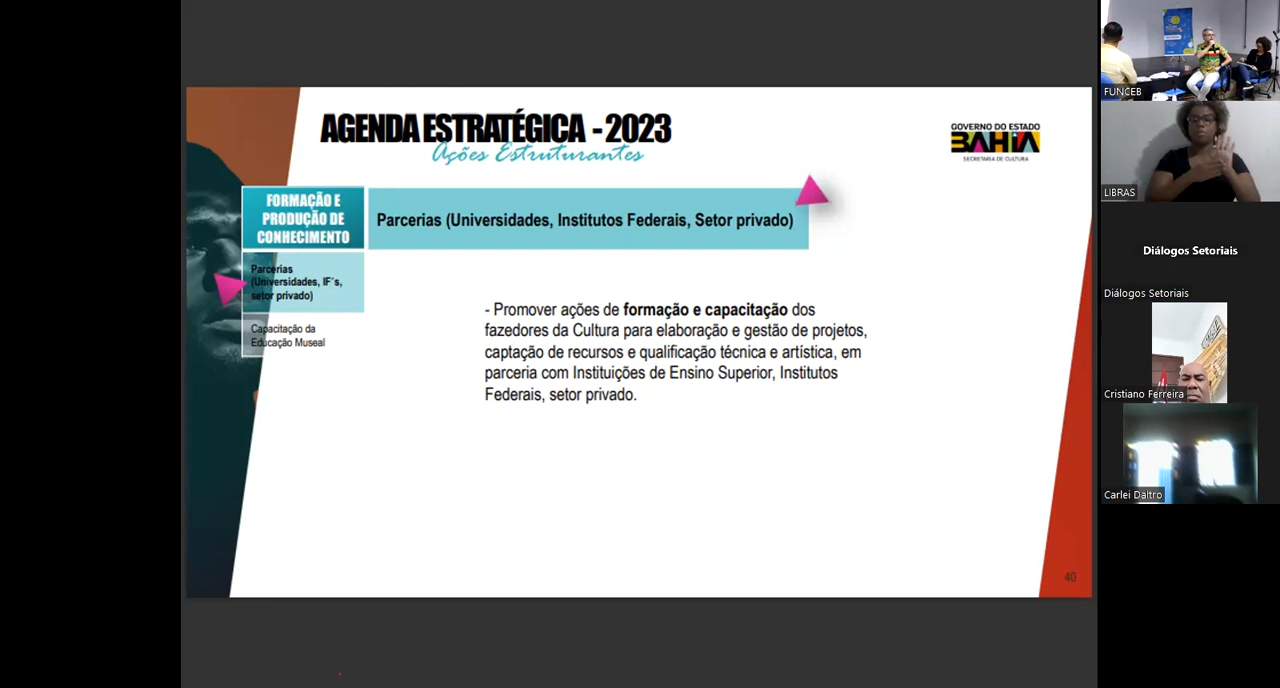 AGENDA ESTRATÉGICA - 2023
Ações Estruturantes
GOVERNO DO ESTADO
BAHIA
SECRETARIA DE CULTURA
FORMAÇÃO E
PRODUÇÃO DE
CONHECIMENTO
Parcerias (Universidades, Institutos Federais, Setor privado)
Parcerias
(Universidades, IF´s,
setor privado)
Capacitação da
Educação Museal
- Promover ações de formação e capacitação dos
fazedores da Cultura para elaboração e gestão de projetos,
captação de recursos e qualificação técnica e artística, em
parceria com Instituições de Ensino Superior, Institutos
Federais, setor privado.
40
FUNCEB
LIBRAS
Diálogos Setoriais
Diálogos Setoriais
Cristiano Ferreira
Carlei Daltro